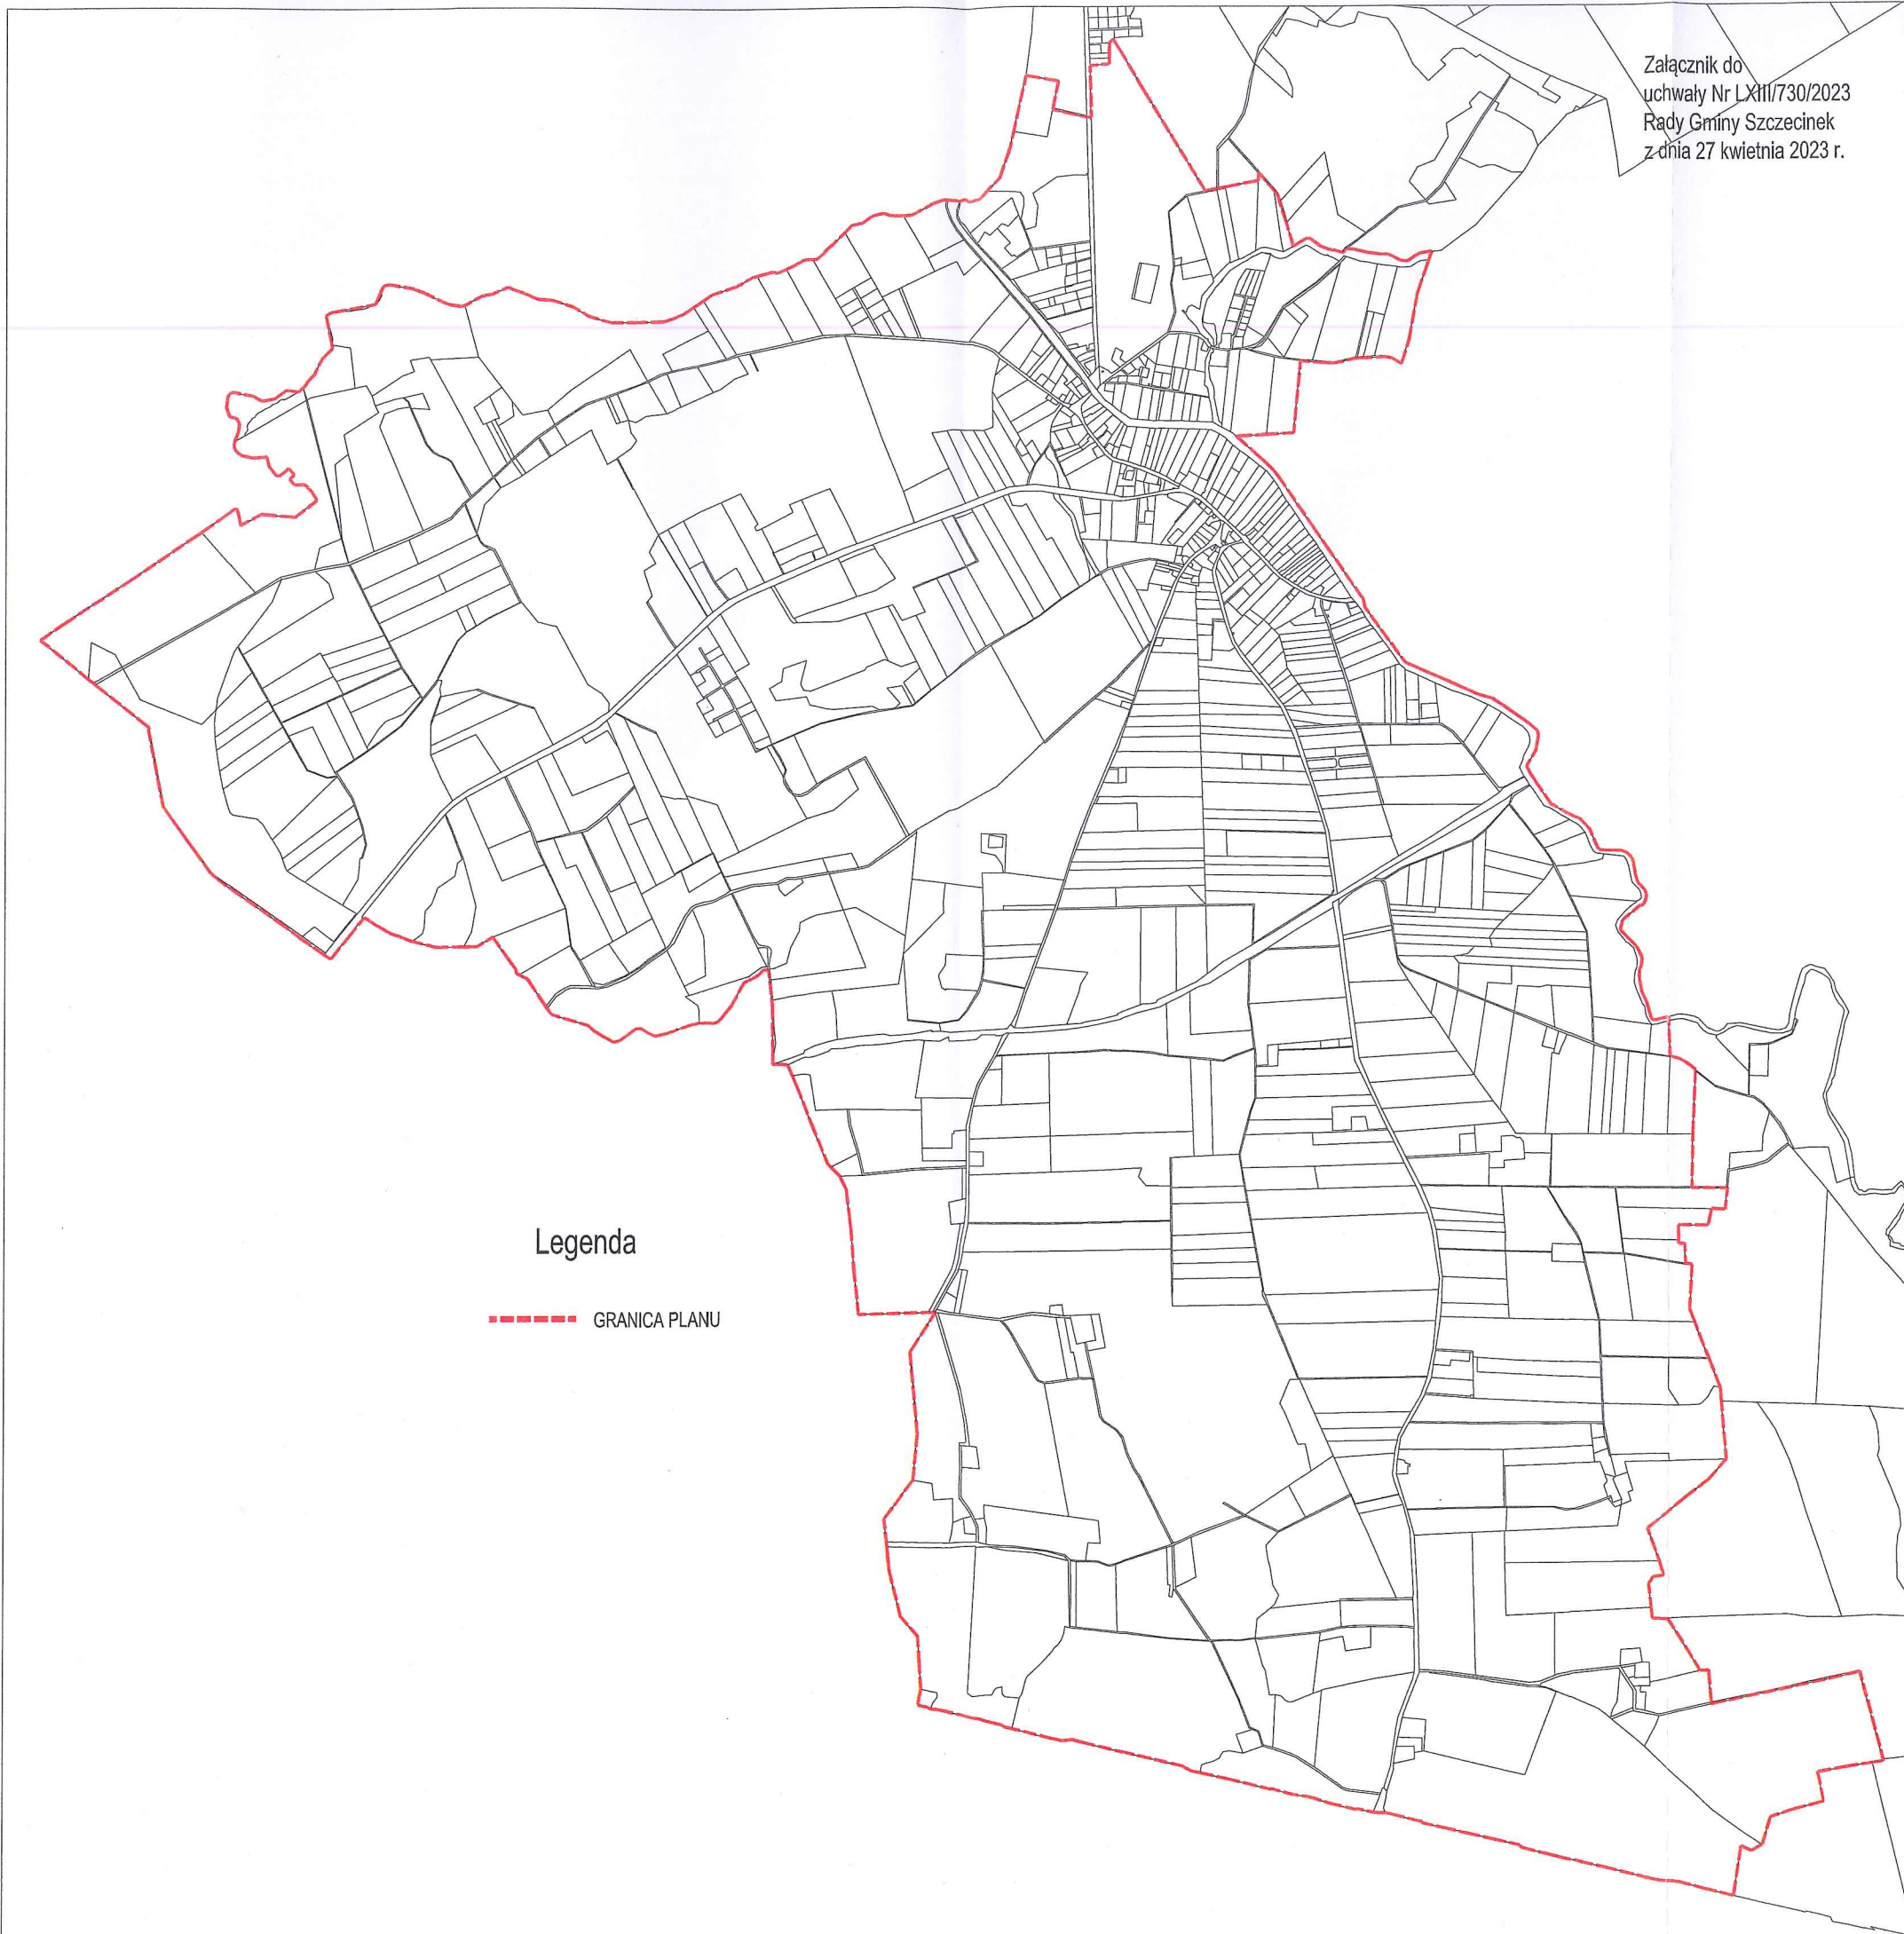 Załącznik do
uchwały Nr LXIII/730/2023
Rady Gminy Szczecinek
z dnia 27 kwietnia 2023 r.
Legenda
GRANICA PLANU